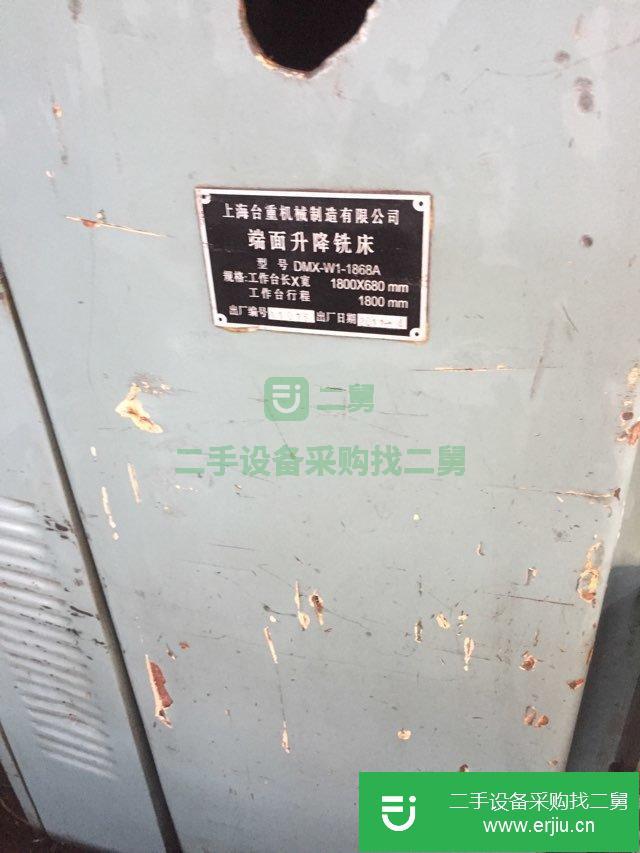 上海台重机械制造有限公司
端面升降铣床
型号 DMX-W1-1868A
规格:工作台长X宽 1800X680 mm
工作台行程 1800 mm
出厂编号 出厂日期
二舅
二手设备采购找二舅
二手设备采购找二舅
www.erjiu.cn